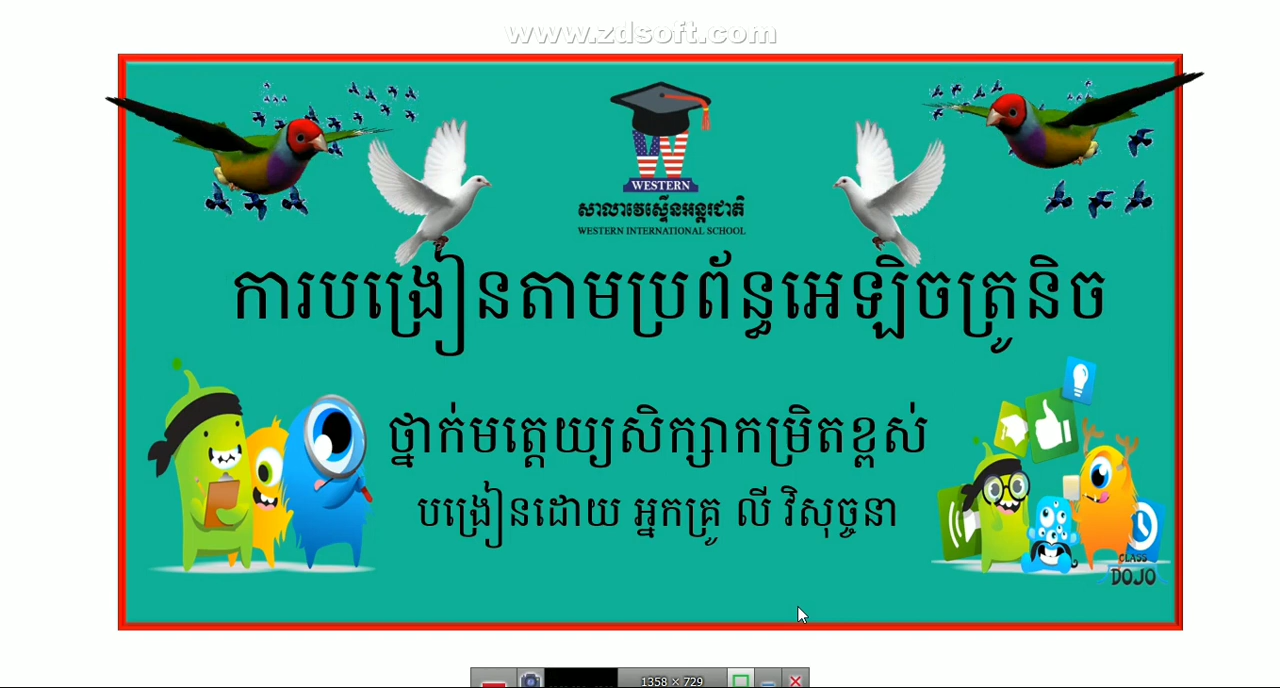 www.zdsoft.com
WESTERN
សាលាវេស្ទើនអន្តរជាតិ
WESTERN INTERNATIONAL SCHOOL
ការបង្រៀនតាមប្រព័ន្ធអេឡិចត្រូនិច
ថ្នាក់មត្តេយ្យសិក្សាកម្រិតខ្ពស់
បង្រៀនដោយ អ្នកគ្រូ លី វិសុច្ចនា
CLASS
DOJO
1358 × 729